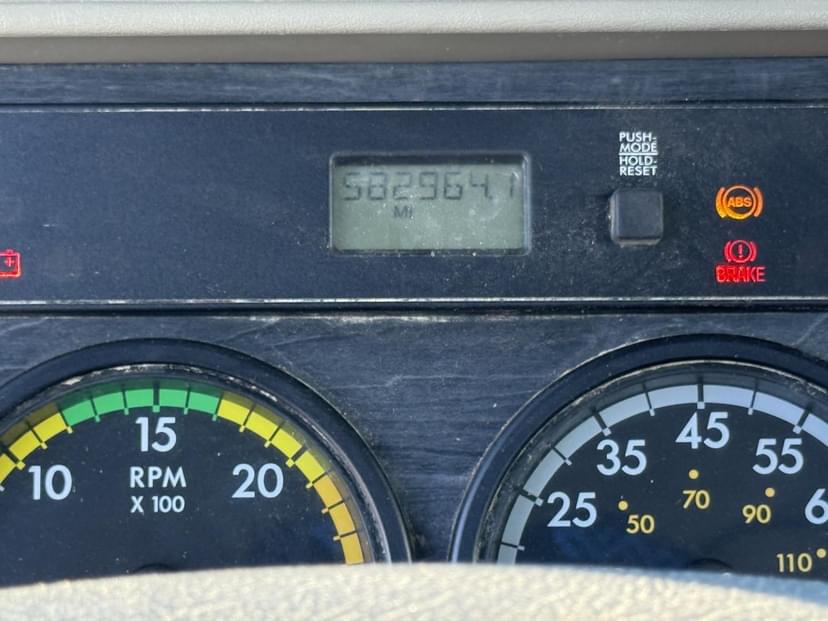 PUSH-
MODE
HOLD-
RESET
582964.1
MI
ABS
BRAKE
15
10
20
RPM
X 100
45
35
55
25
70
50
90
110